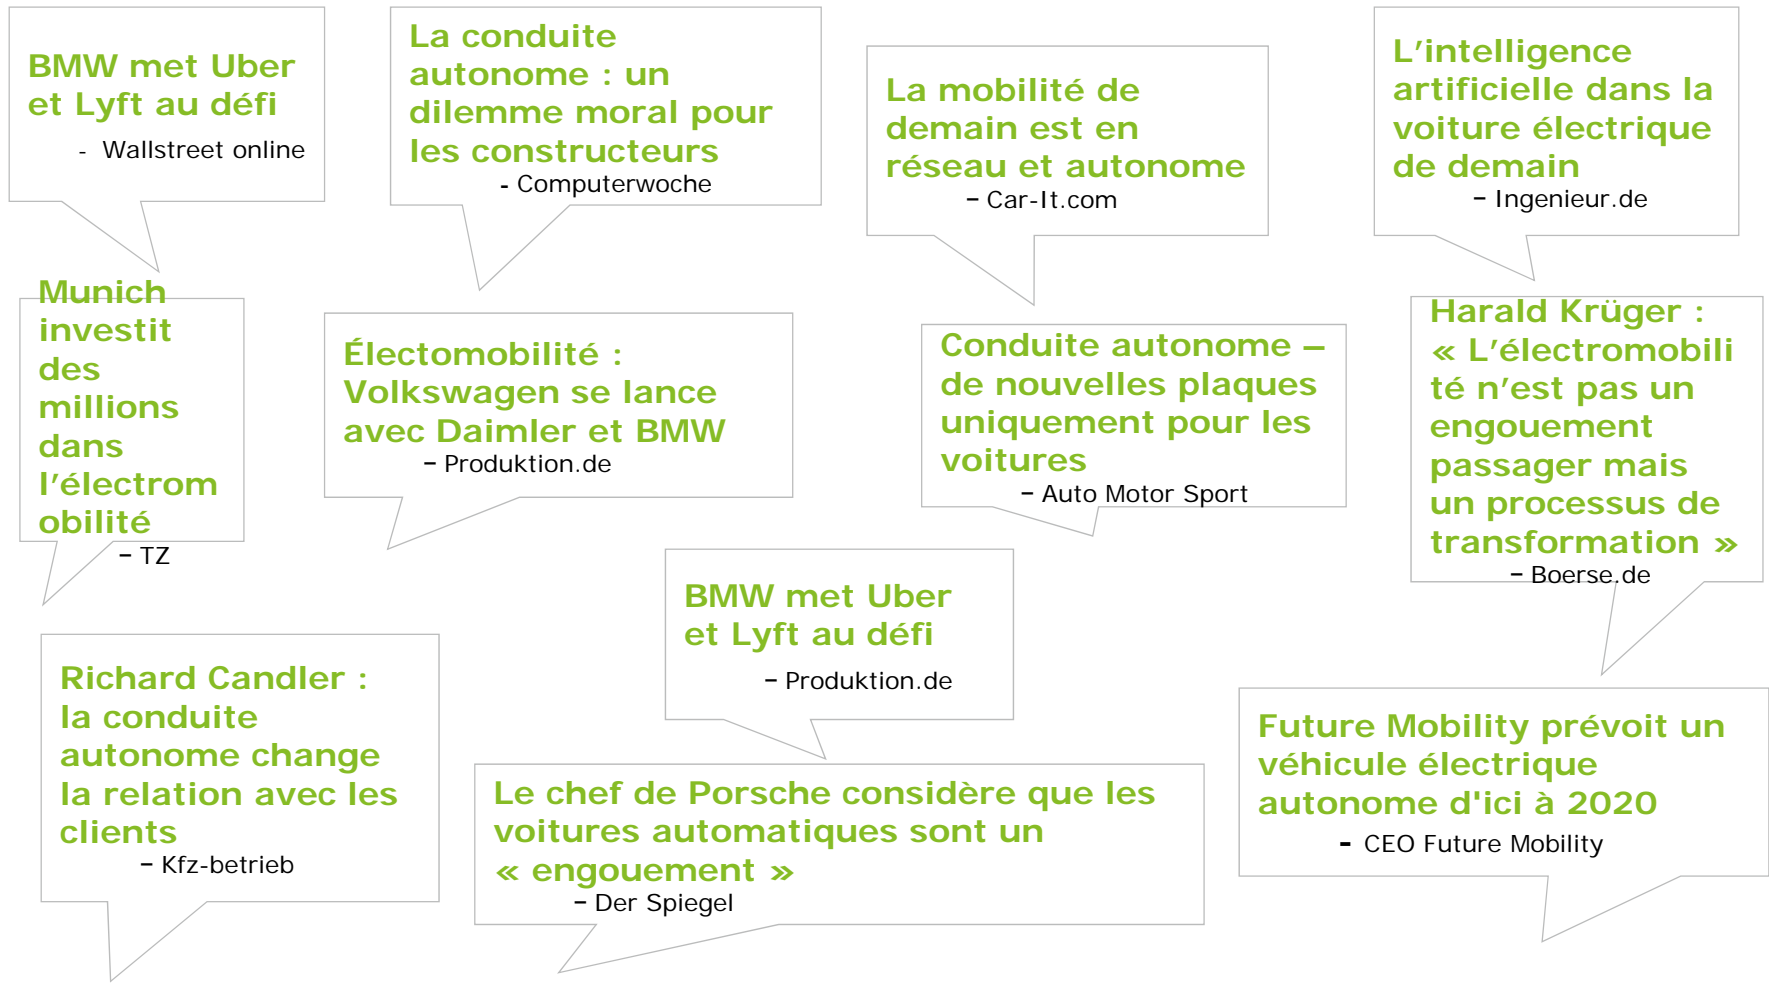 BMW met Uber
et Lyft au défi
- Wallstreet online
La conduite
autonome : un
dilemme moral pour
les constructeurs
- Computerwoche
La mobilité de
demain est en
réseau et autonome
– Car-It.com
L’intelligence
artificielle dans la
voiture électrique
de demain
– Ingenieur.de
Munich
investit
des
millions
dans
l’électrom
obilité
– TZ
Électomobilité :
Volkswagen se lance
avec Daimler et BMW
– Produktion.de
Conduite autonome –
de nouvelles plaques
uniquement pour les
voitures
– Auto Motor Sport
Harald Krüger :
« L’électromobili
té n’est pas un
engouement
passager mais
un processus de
transformation »
– Boerse.de
BMW met Uber
et Lyft au défi
– Produktion.de
Richard Candler :
la conduite
autonome change
la relation avec les
clients
– Kfz-betrieb
Le chef de Porsche considère que les
voitures automatiques sont un
« engouement »
– Der Spiegel
Future Mobility prévoit un
véhicule électrique
autonome d'ici à 2020
- CEO Future Mobility